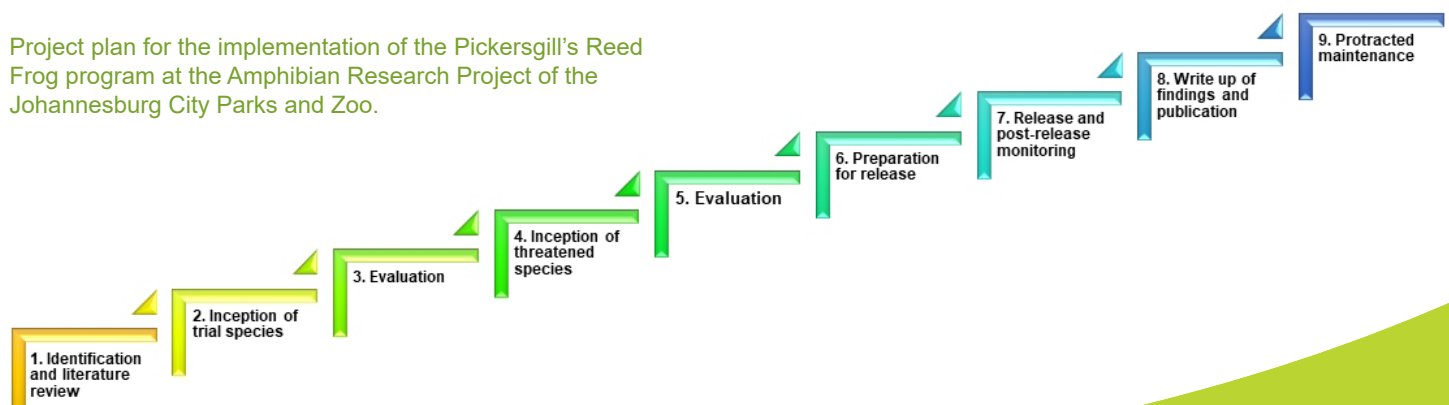 Project plan for the implementation of the Pickersgill’s Reed
Frog program at the Amphibian Research Project of the
Johannesburg City Parks and Zoo.
1. Identification
and literature
review
2. Inception of
trial species
3. Evaluation
4. Inception of
threatened
species
5. Evaluation
6. Preparation
for release
7. Release and
post-release
monitoring
8. Write up of
findings and
publication
9. Protracted
maintenance